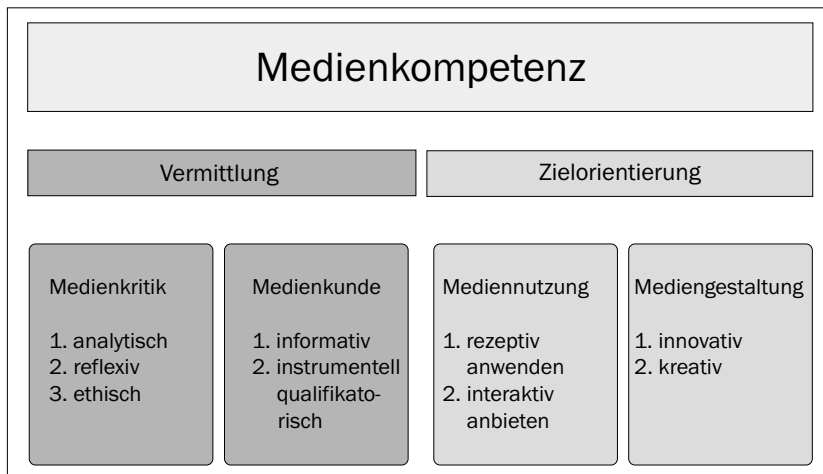 Medienkompetenz
Vermittlung
Zielorientierung
Medienkritik
1. analytisch
2. reflexiv
3. ethisch
Medienkunde
1. informativ
2. instrumentell
qualifikato-
risch
Mediennutzung
1. rezeptiv
anwenden
2. interaktiv
anbieten
Mediengestaltung
1. innovativ
2. kreativ